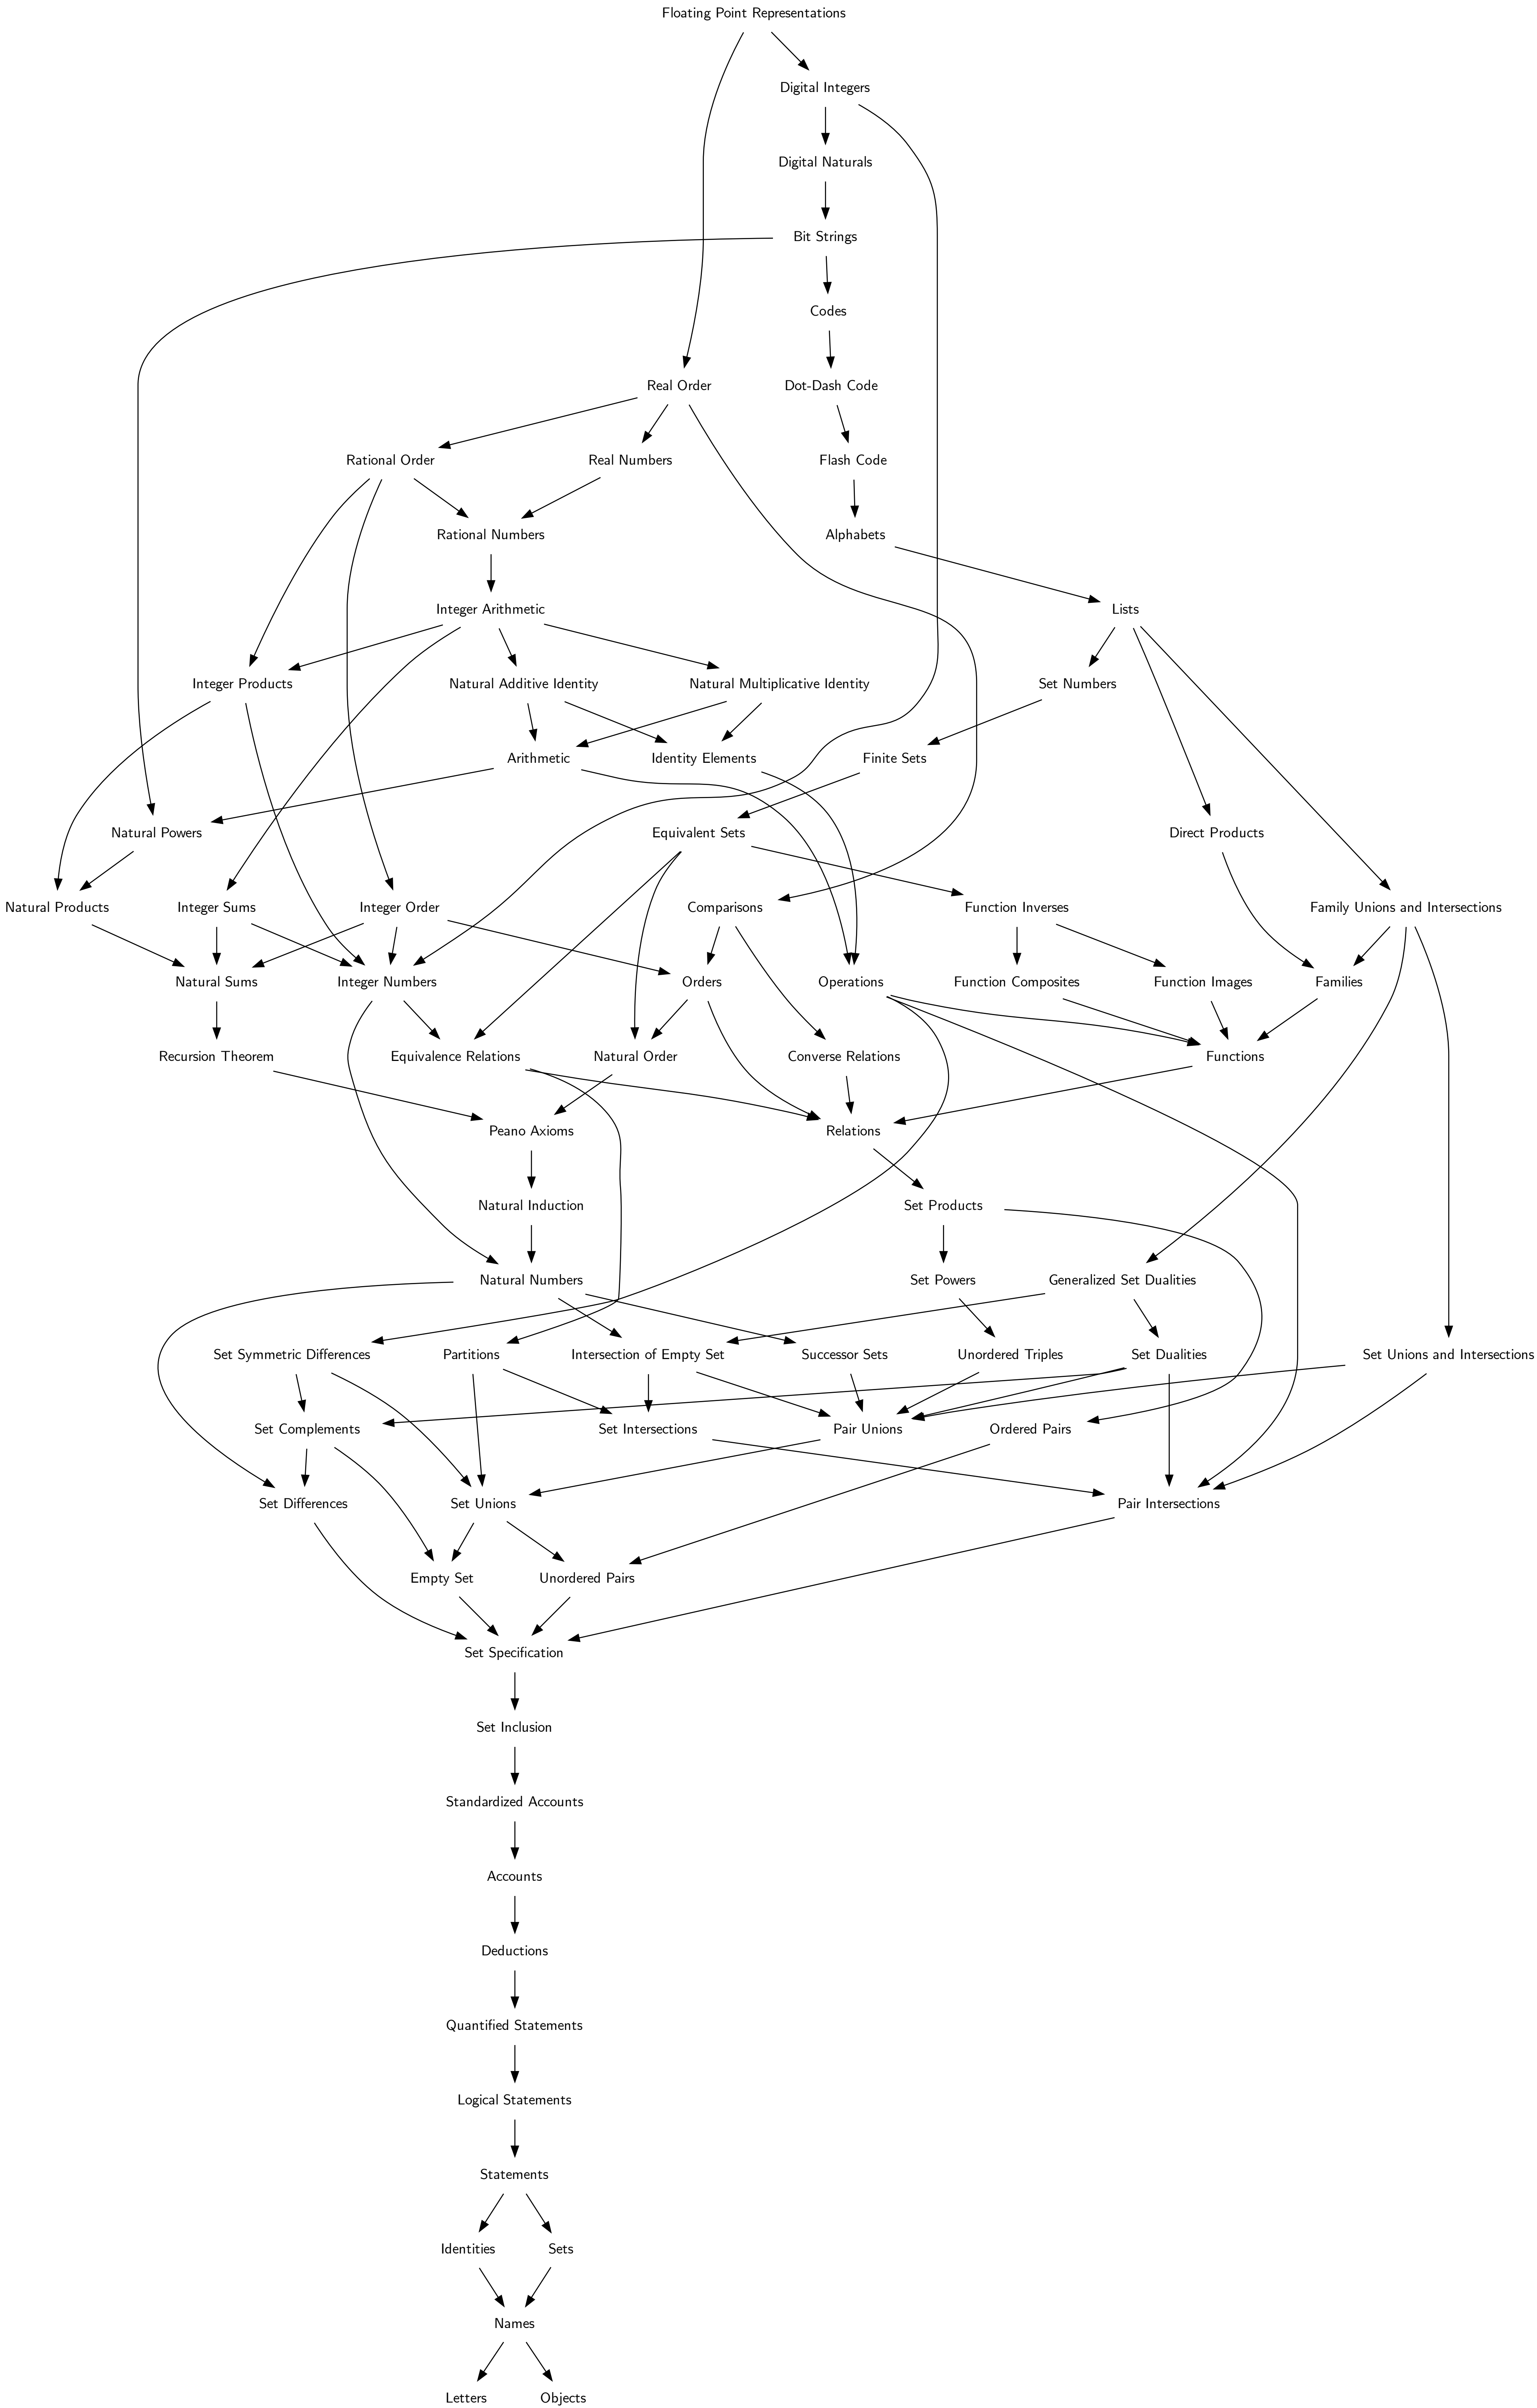 Floating Point Representations
Digital Integers
Digital Naturals
Bit Strings
Codes
Real Order
Dot-Dash Code
Rational Order
Real Numbers
Flash Code
Rational Numbers
Alphabets
Integer Arithmetic
Lists
Integer Products
Natural Additive Identity
Natural Multiplicative Identity
Set Numbers
Arithmetic
Identity Elements
Finite Sets
Natural Powers
Equivalent Sets
Direct Products
Natural Products
Integer Sums
Integer Order
Comparisons
Function Inverses
Family Unions and Intersections
Natural Sums
Integer Numbers
Orders
Operations
Function Composites
Function Images
Families
Recursion Theorem
Equivalence Relations
Natural Order
Converse Relations
Functions
Peano Axioms
Relations
Natural Induction
Set Products
Natural Numbers
Set Powers
Generalized Set Dualities
Set Symmetric Differences
Partitions
Intersection of Empty Set
Successor Sets
Unordered Triples
Set Dualities
Set Unions and Intersections
Set Complements
Set Intersections
Pair Unions
Ordered Pairs
Set Differences
Set Unions
Pair Intersections
Empty Set
Unordered Pairs
Set Specification
Set Inclusion
Standardized Accounts
Accounts
Deductions
Quantified Statements
Logical Statements
Statements
Identities
Sets
Names
Letters
Objects